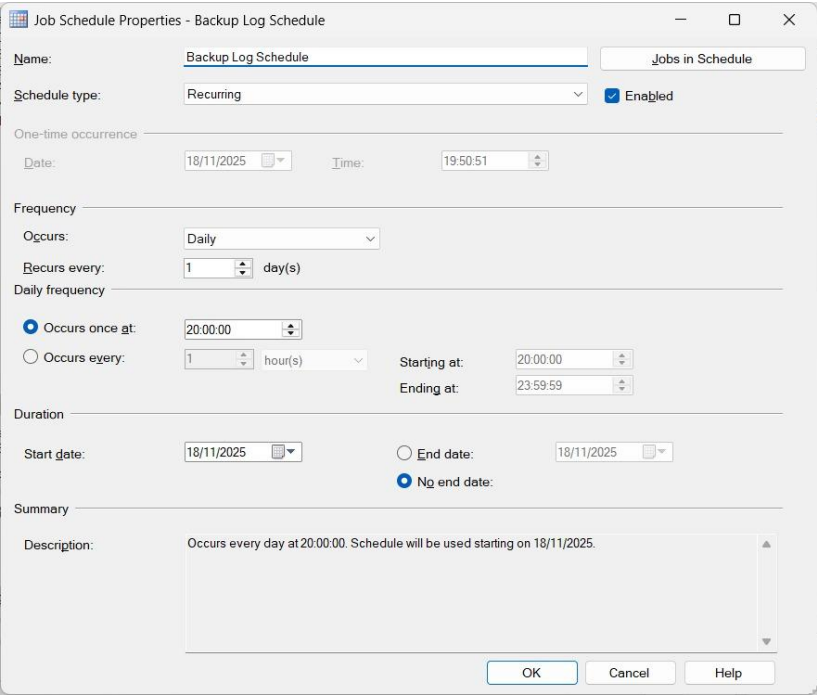 Job Schedule Properties - Backup Log Schedule
Name: Backup Log Schedule Jobs in Schedule
Schedule type: Recurring Enabled
One-time occurrence
Date: 18/11/2025 Time: 19:50:51
Frequency
Occurs: Daily
Recurs every: 1 day(s)
Daily frequency
Occurs once at: 20:00:00
Occurs every: 1 hour(s) Starting at: 20:00:00
Ending at: 23:59:59
Duration
Start date: 18/11/2025 End date: 18/11/2025
No end date:
Summary
Description: Occurs every day at 20:00:00. Schedule will be used starting on 18/11/2025.
OK Cancel Help